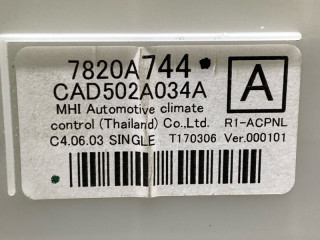 7820A744
CAD502A034A
A
MHI Automotive climate
control (Thailand) Co.,Ltd. R1-ACPNL
C4.06.03 SINGLE T170306 Ver.000101